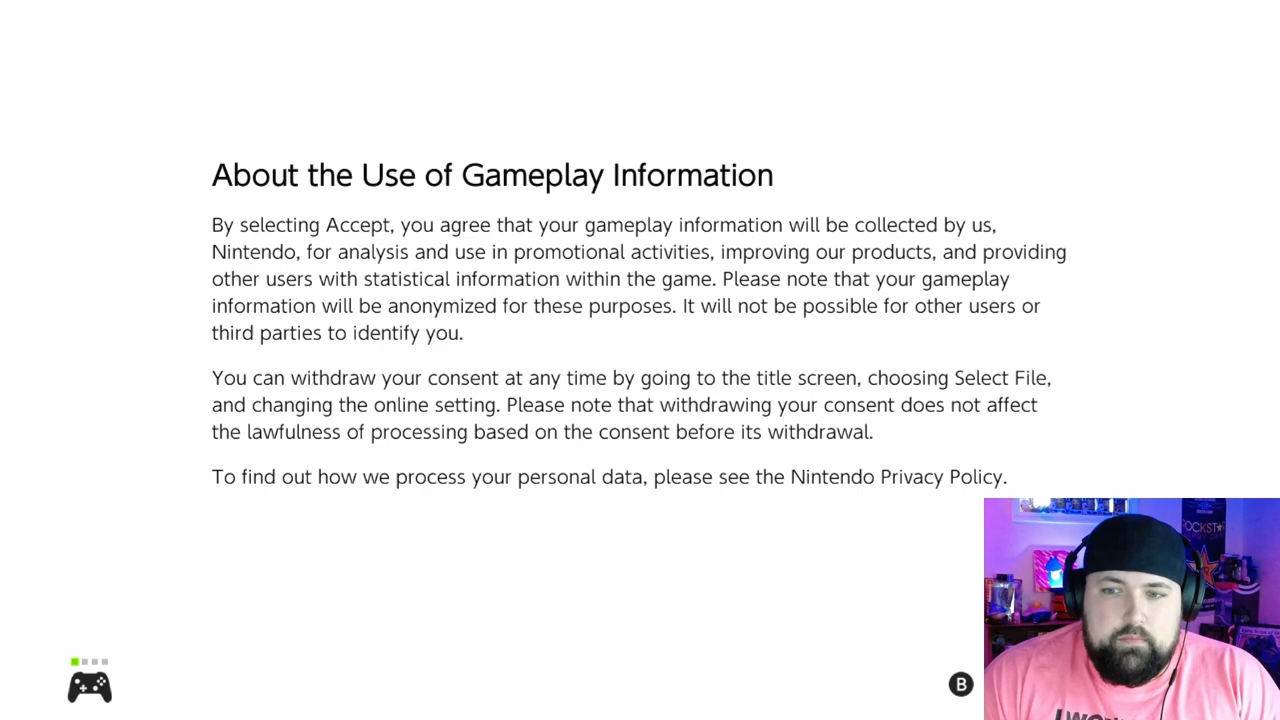 About the Use of Gameplay Information
By selecting Accept, you agree that your gameplay information will be collected by us,
Nintendo, for analysis and use in promotional activities, improving our products, and providing
other users with statistical information within the game. Please note that your gameplay
information will be anonymized for these purposes. It will not be possible for other users or
third parties to identify you.
You can withdraw your consent at any time by going to the title screen, choosing Select File,
and changing the online setting. Please note that withdrawing your consent does not affect
the lawfulness of processing based on the consent before its withdrawal.
To find out how we process your personal data, please see the Nintendo Privacy Policy.
ROCKSTAR
B